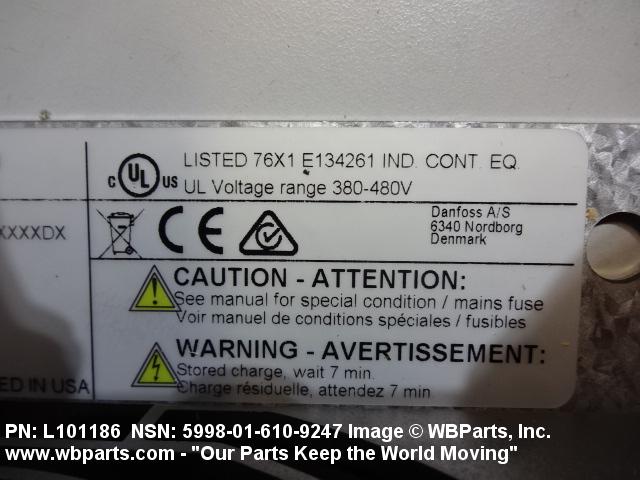 LISTED 76X1 E134261 IND. CONT. EQ.
C UL US UL Voltage range 380-480V
XXXXDX
CE
Danfoss A/S
6340 Nordborg
Denmark
CAUTION - ATTENTION:
See manual for special condition / mains fuse
Voir manuel de conditions spéciales / fusibles
WARNING - AVERTISSEMENT:
Stored charge, wait 7 min.
ED IN USA
Charge résiduelle, attendez 7 min.
PN: L101186 NSN: 5998-01-610-9247 Image © WBParts, Inc.
www.wbparts.com - "Our Parts Keep the World Moving"